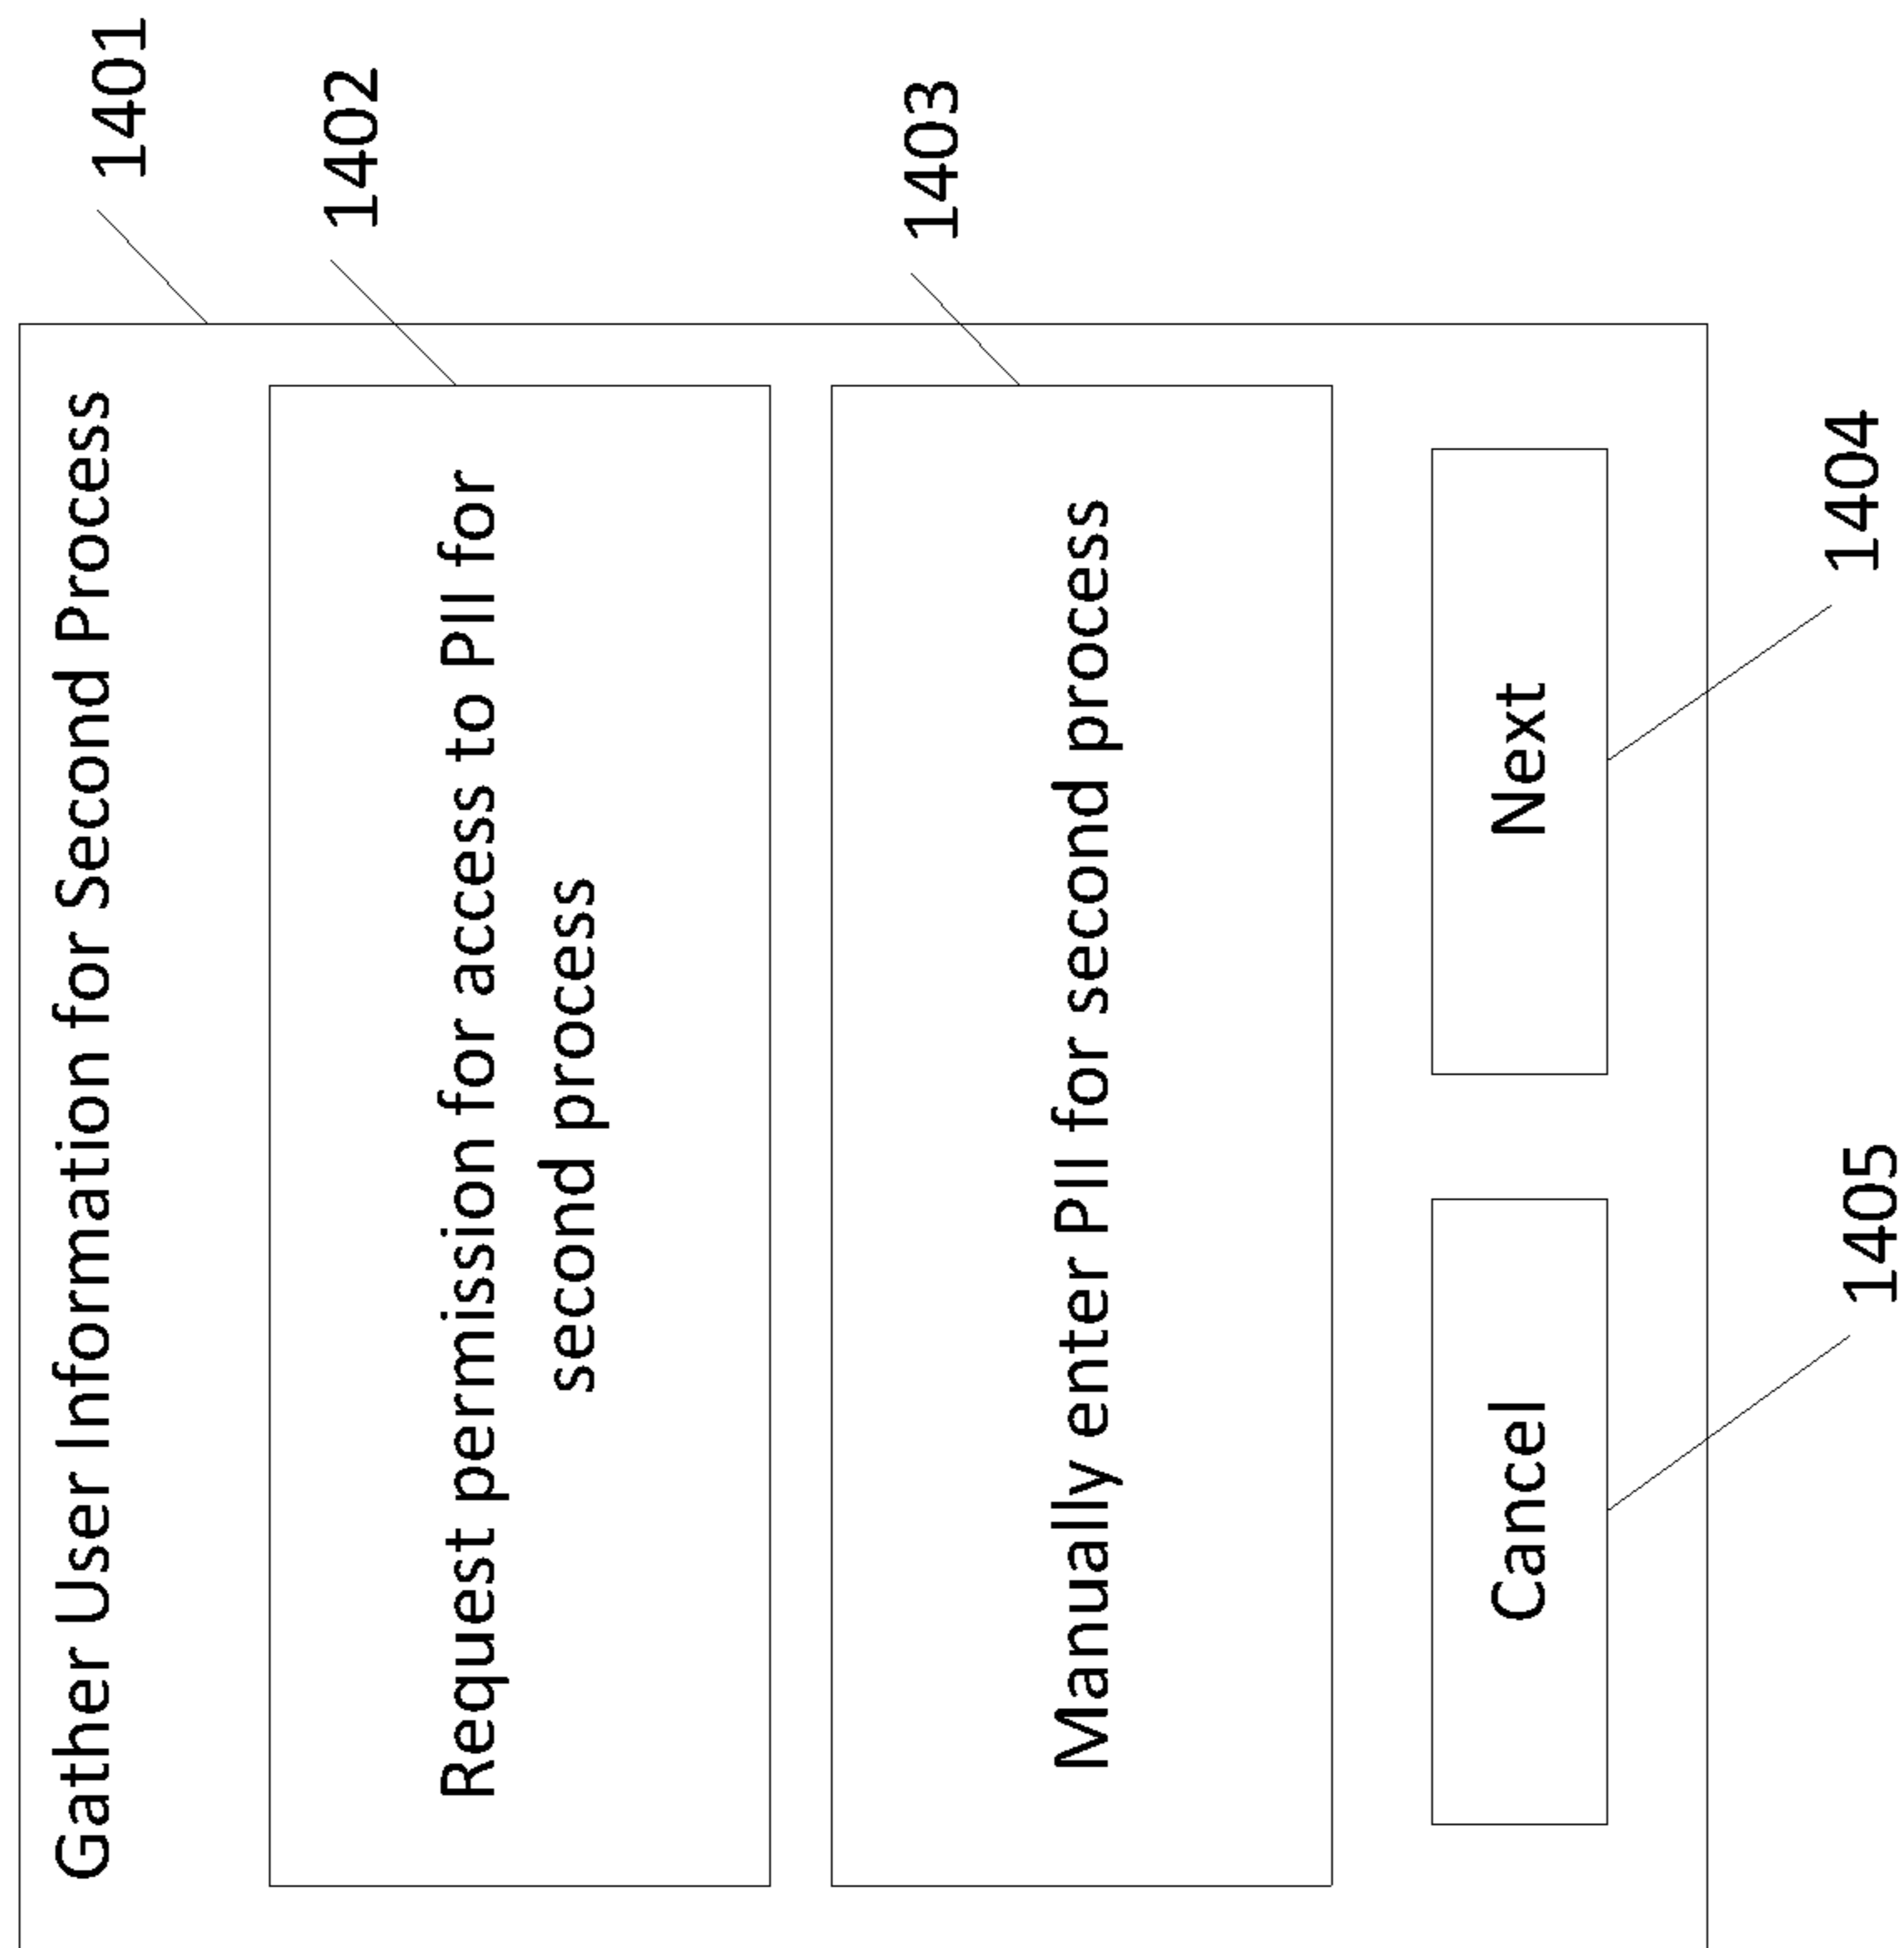 Gather User Information for Second Process
1401
Request permission for access to PII for
second process
1402
Manually enter PII for second process
1403
Cancel
Next
1405
1404